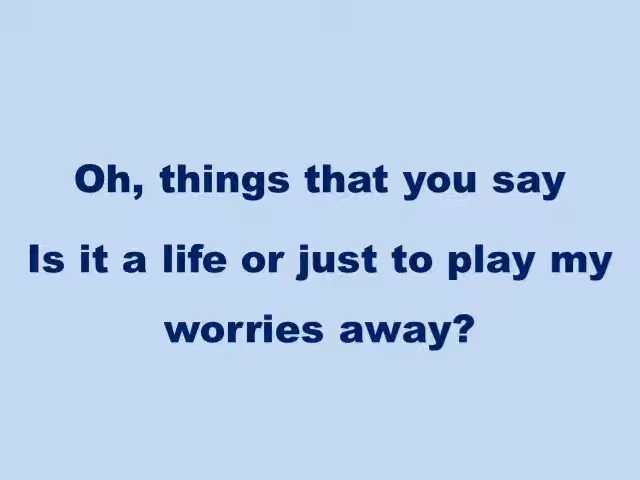 Oh, things that you say
Is it a life or just to play my
worries away?